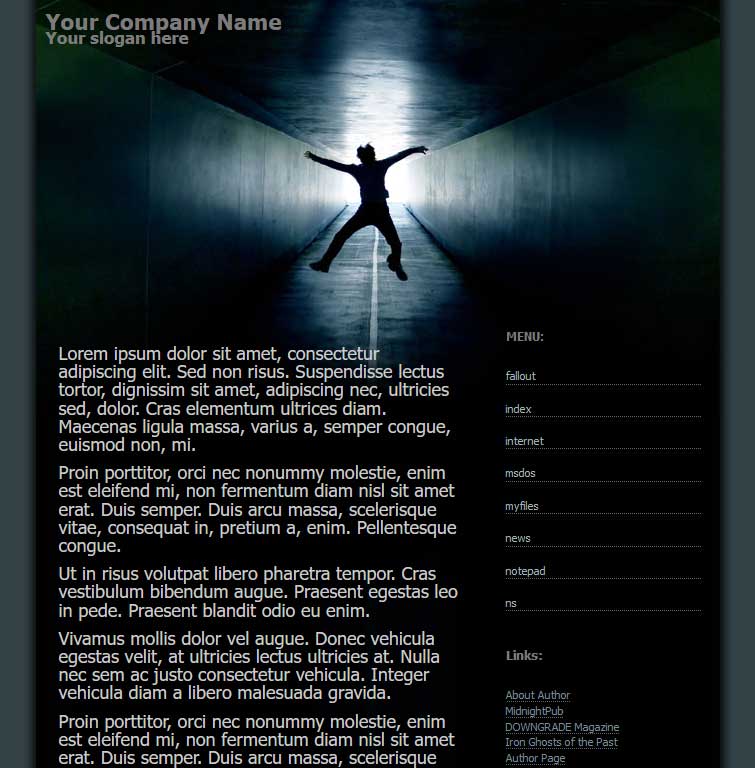 Your Company Name
Your slogan here
Lorem ipsum dolor sit amet, consectetur
adipiscing elit. Sed non risus. Suspendisse lectus
tortor, dignissim sit amet, adipiscing nec, ultricies
sed, dolor. Cras elementum ultrices diam.
Maecenas ligula massa, varius a, semper congue,
euismod non, mi.
Proin porttitor, orci nec nonummy molestie, enim
est eleifend mi, non fermentum diam nisl sit amet
erat. Duis semper. Duis arcu massa, scelerisque
vitae, consequat in, pretium a, enim. Pellentesque
congue.
Ut in risus volutpat libero pharetra tempor. Cras
vestibulum bibendum augue. Praesent egestas leo
in pede. Praesent blandit odio eu enim.
Vivamus mollis dolor vel augue. Donec vehicula
egestas velit, at ultricies lectus ultricies at. Nulla
nec sem ac justo consectetur vehicula. Integer
vehicula diam a libero malesuada gravida.
Proin porttitor, orci nec nonummy molestie, enim
est eleifend mi, non fermentum diam nisl sit amet
erat. Duis semper. Duis arcu massa, scelerisque
MENU:
fallout
index
internet
msdos
myfiles
news
notepad
ns
Links:
About Author
MidnightPub
DOWNGRADE Magazine
Iron Ghosts of the Past
Author Page